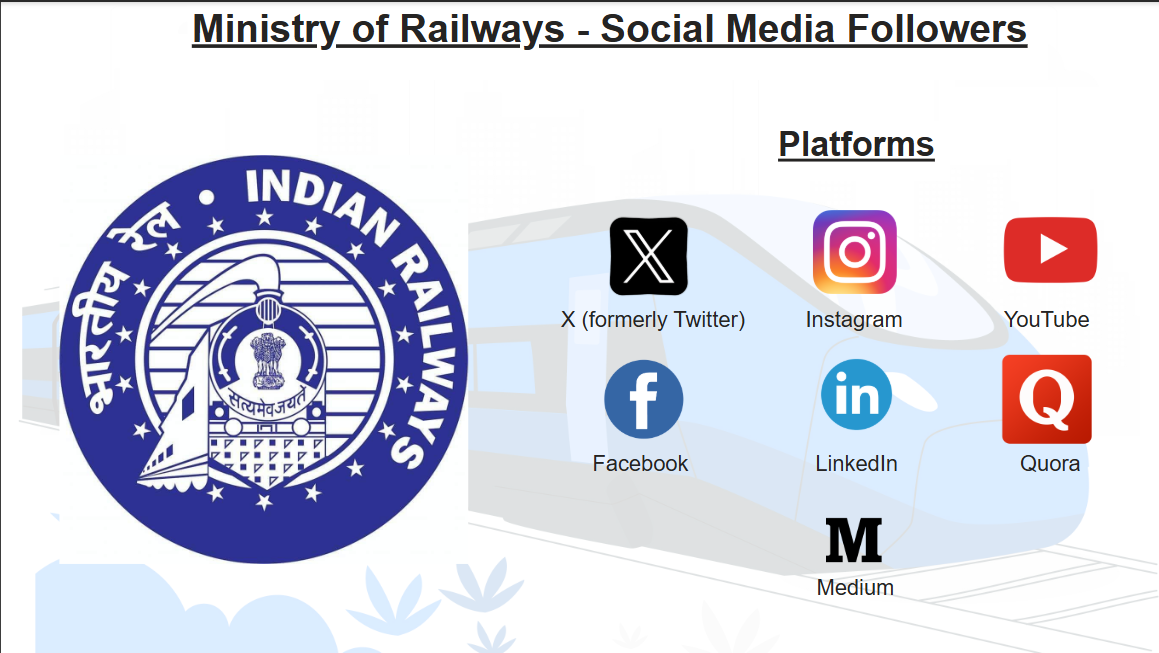 Ministry of Railways - Social Media Followers
Platforms
भारतीय रेल • INDIAN RAILWAYS
सत्यमेव जयते
X (formerly Twitter)
Instagram
YouTube
Facebook
LinkedIn
Quora
Medium